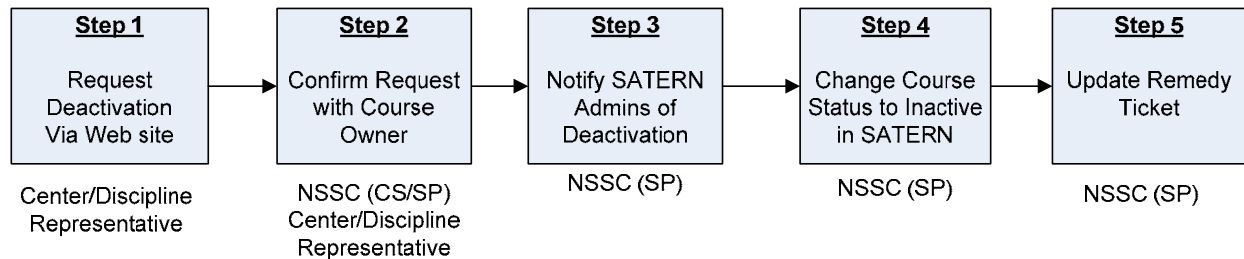 Step 1
Request
Deactivation
Via Web site
Center/Discipline
Representative
Step 2
Confirm Request
with Course
Owner
NSSC (CS/SP)
Center/Discipline
Representative
Step 3
Notify SATERN
Admins of
Deactivation
NSSC (SP)
Step 4
Change Course
Status to Inactive
in SATERN
NSSC (SP)
Step 5
Update Remedy
Ticket
NSSC (SP)